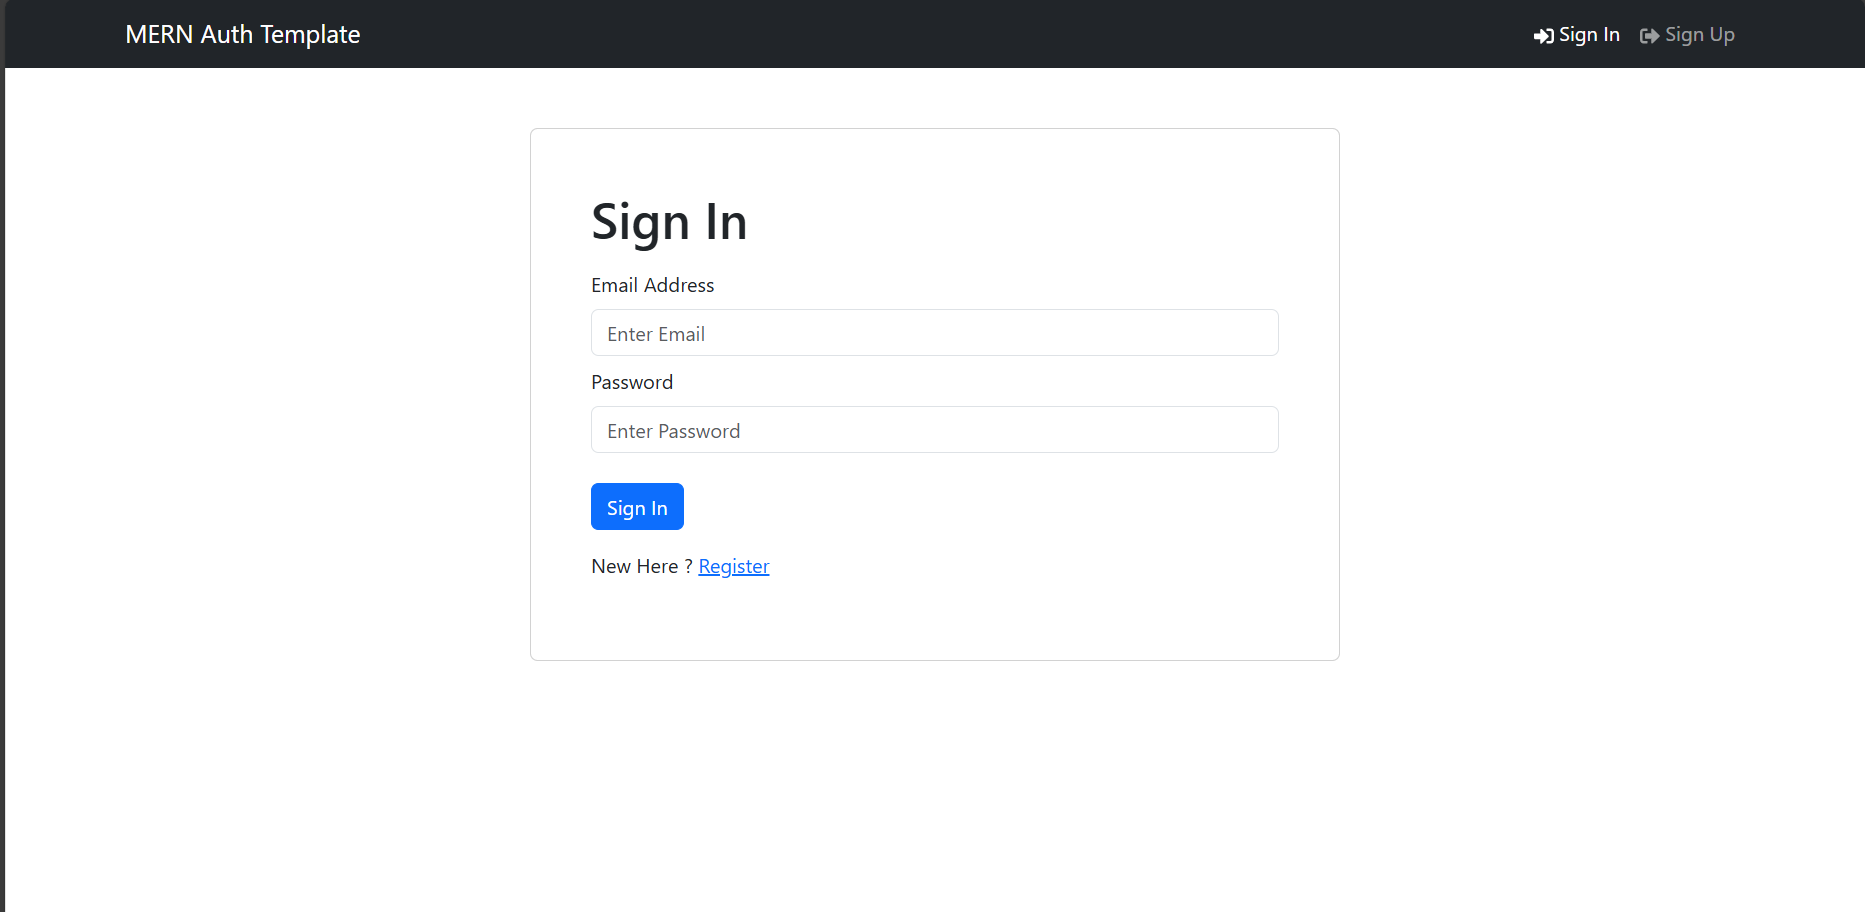 MERN Auth Template Sign In Sign Up
Sign In
Email Address
Enter Email
Password
Enter Password
Sign In
New Here ? Register